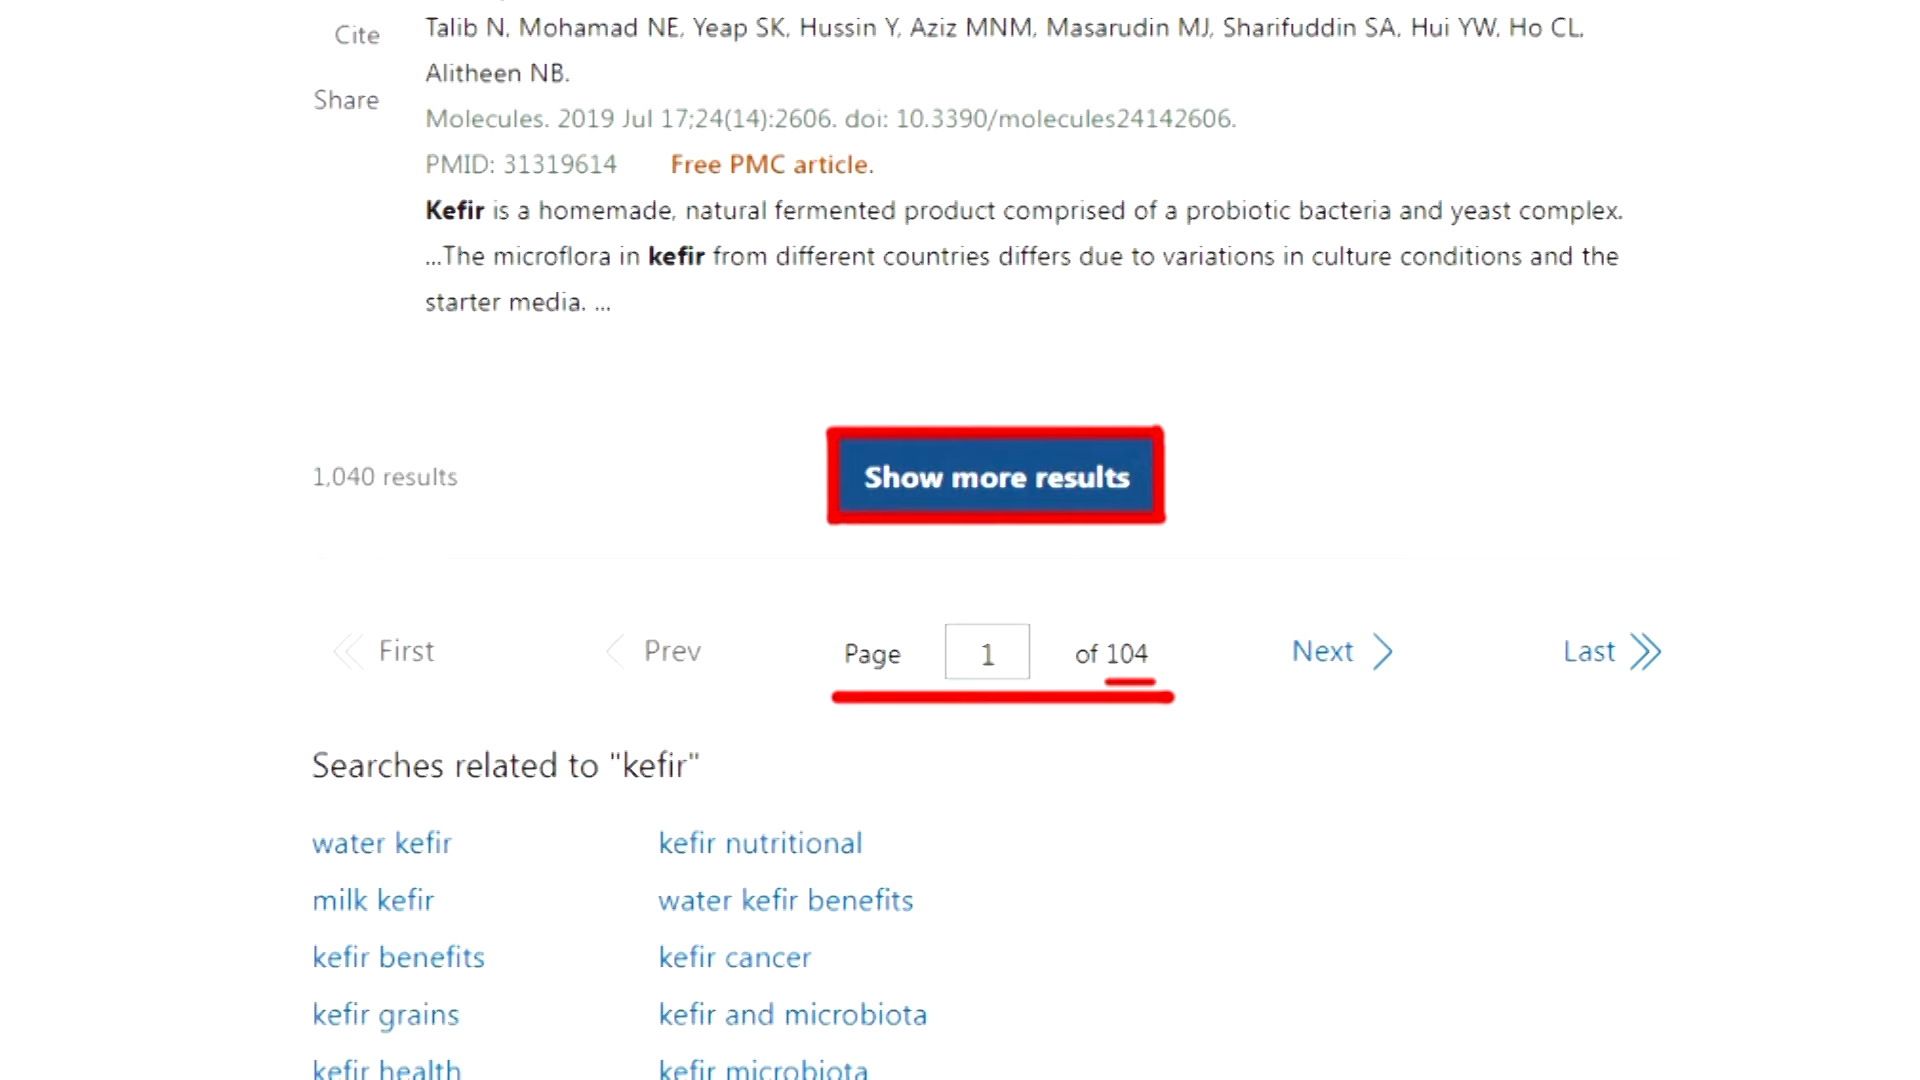 Cite
Talib N, Mohamad NE, Yeap SK, Hussin Y, Aziz MNM, Masarudin MJ, Sharifuddin SA, Hui YW, Ho CL,
Alitheen NB.
Share
Molecules. 2019 Jul 17;24(14):2606. doi: 10.3390/molecules24142606.
PMID: 31319614 Free PMC article.
Kefir is a homemade, natural fermented product comprised of a probiotic bacteria and yeast complex.
...The microflora in kefir from different countries differs due to variations in culture conditions and the
starter media. ...
1,040 results
Show more results
First Prev Page 1 of 104 Next Last
Searches related to "kefir"
water kefir
milk kefir
kefir benefits
kefir grains
kefir health
kefir nutritional
water kefir benefits
kefir cancer
kefir and microbiota
kefir microbiota